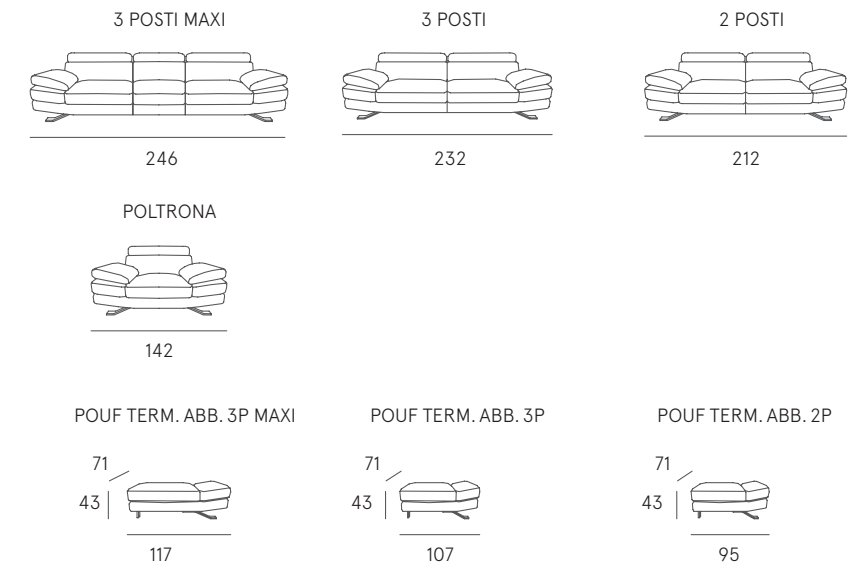 3 POSTI MAXI
3 POSTI
2 POSTI
246
232
212
POLTRONA
142
POUF TERM. ABB. 3P MAXI
POUF TERM. ABB. 3P
POUF TERM. ABB. 2P
71
71
71
43
43
43
117
107
95